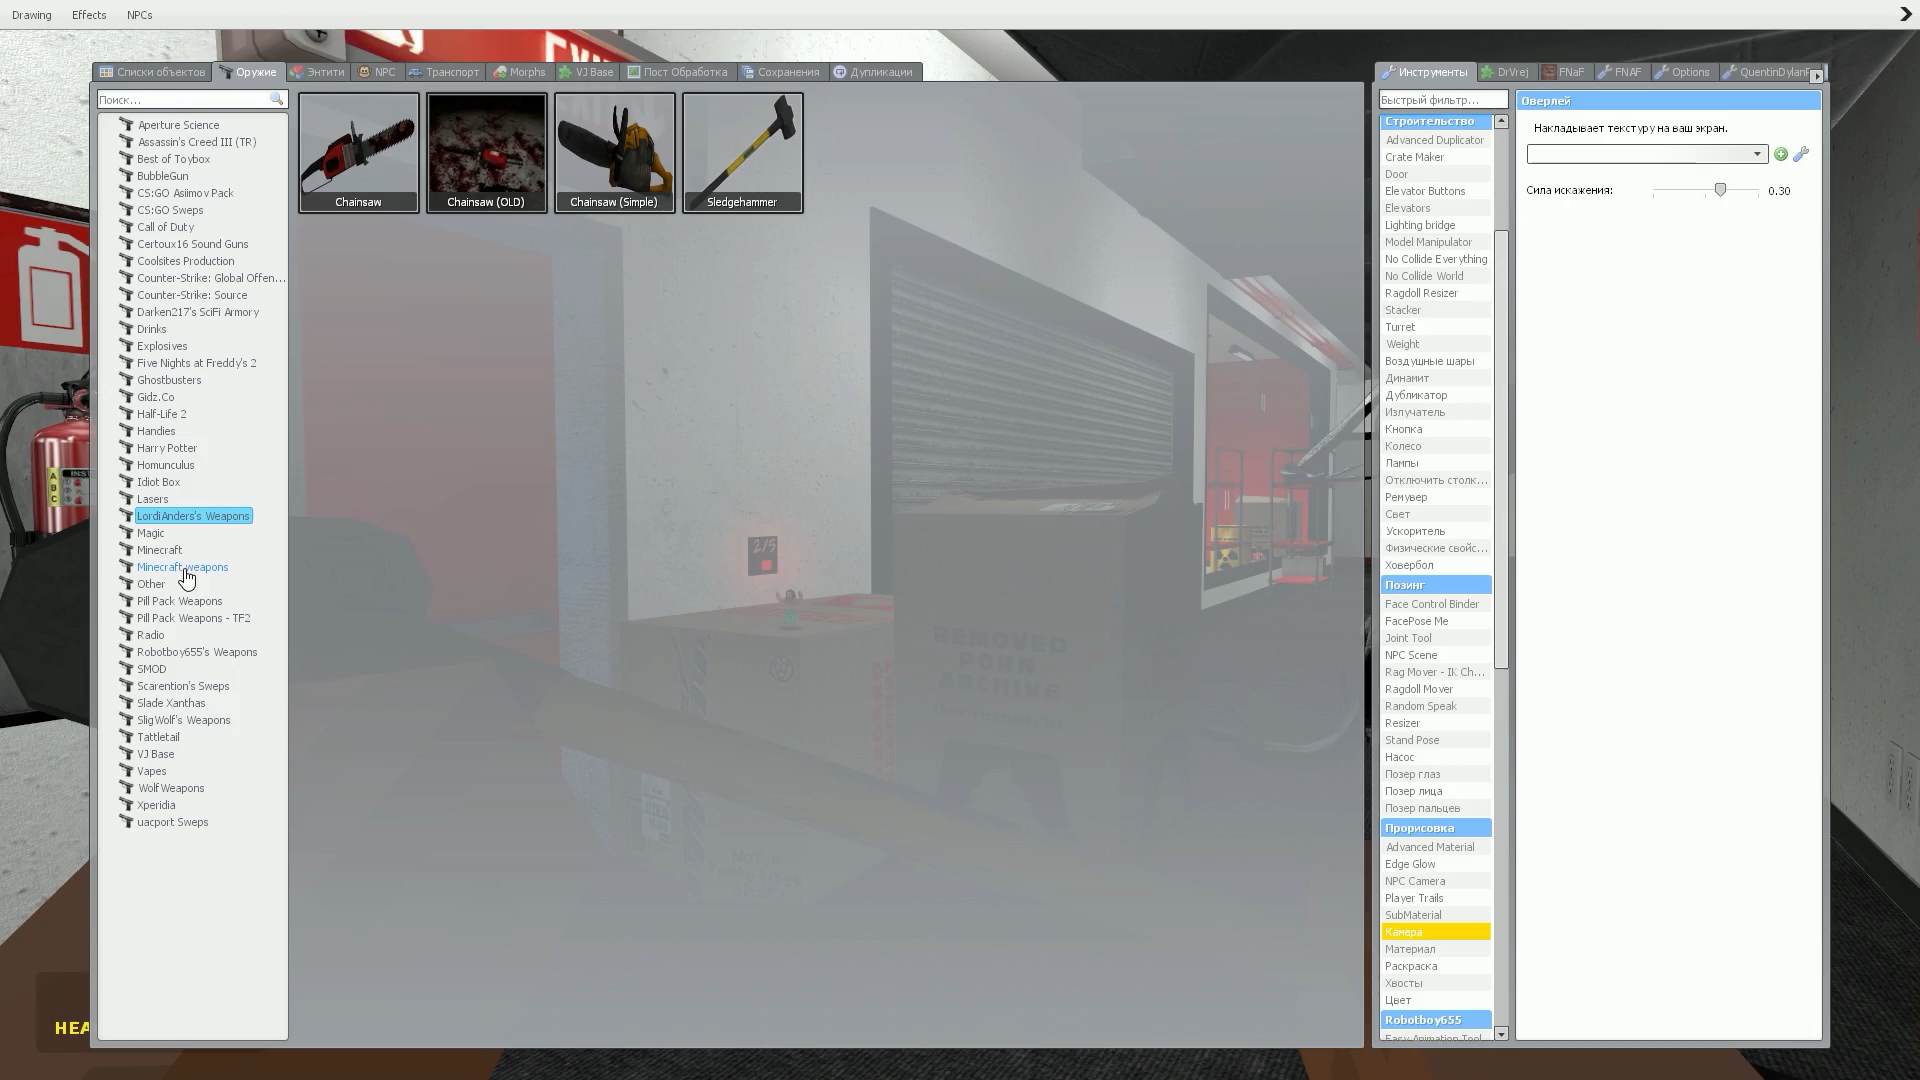 Drawing
Effects
NPCs
Списки объектов
Оружие
Энтити
NPC
Транспорт
Morphs
VJ Base
Пост Обработка
Сохранения
Дупликации
Инструменты
DrVrej
FNaF
FNAF
Options
Поиск...
Aperture Science
Assassin's Creed III (TR)
Best of Toybox
BubbleGun
CS:GO Asiimov Pack
CS:GO Sweps
Call of Duty
Certoux16 Sound Guns
Coolsites Production
Counter-Strike: Global Offen...
Counter-Strike: Source
Darken217's SciFi Armory
Drinks
Explosives
Five Nights at Freddy's 2
Ghostbusters
Gidz.Co
Half-Life 2
Handies
Harry Potter
Homunculus
Idiot Box
Lasers
LordiAnders's Weapons
Magic
Minecraft
Minecraft weapons
Other
Pill Pack Weapons
Pill Pack Weapons - TF2
Radio
Robotboy655's Weapons
SMOD
Scarention's Sweps
Slade Xanthas
SligWolf's Weapons
Tattletail
VJ Base
Vapes
Wolf Weapons
Xperidia
uacport Sweps
Chainsaw
Chainsaw (OLD)
Chainsaw (Simple)
Sledgehammer
2/5
REMOVED
PORN
ARCHIVE
A
B
C
HEA
Быстрый фильтр...
Строительство
Advanced Duplicator
Crate Maker
Door
Elevator Buttons
Elevators
Lighting bridge
Model Manipulator
No Collide Everything
No Collide World
Ragdoll Resizer
Stacker
Turret
Weight
Воздушные шары
Динамит
Дубликатор
Излучатель
Кнопка
Колесо
Лампы
Отключить столк...
Ремувер
Свет
Ускоритель
Физические свойс...
Ховербол
Позинг
Face Control Binder
FacePose Me
Joint Tool
NPC Scene
Rag Mover - IK Ch...
Ragdoll Mover
Random Speak
Resizer
Stand Pose
Насос
Позер глаз
Позер лица
Позер пальцев
Прорисовка
Advanced Material
Edge Glow
NPC Camera
Player Trails
SubMaterial
Камера
Материал
Раскраска
Хвосты
Цвет
Robotboy655
Easy Animation Tool
Оверлей
Накладывает текстуру на ваш экран.
Сила искажения:
0.30